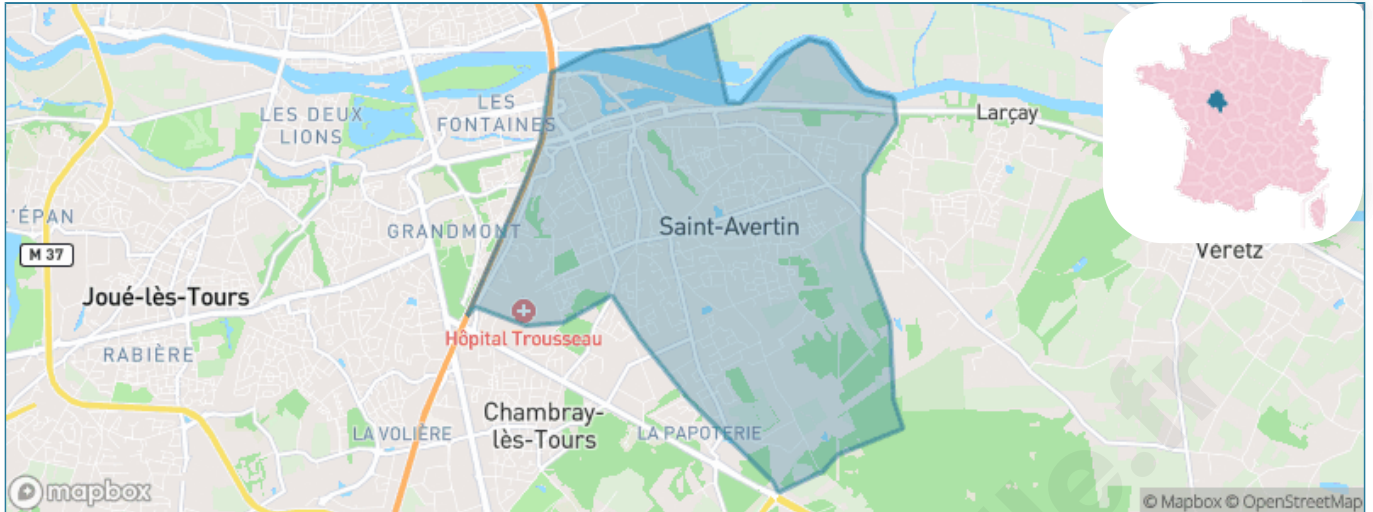 LES DEUX
LIONS
LES
FONTAINES
Larçay
L'ÉPAN
GRANDMONT
Saint-Avertin
M 37
Véretz
Joué-lès-Tours
RABIÈRE
Hôpital Trousseau
Chambray-
lès-Tours
LA VOLIÈRE
LA PAPOTERIE
mapbox
© Mapbox © OpenStreetMap